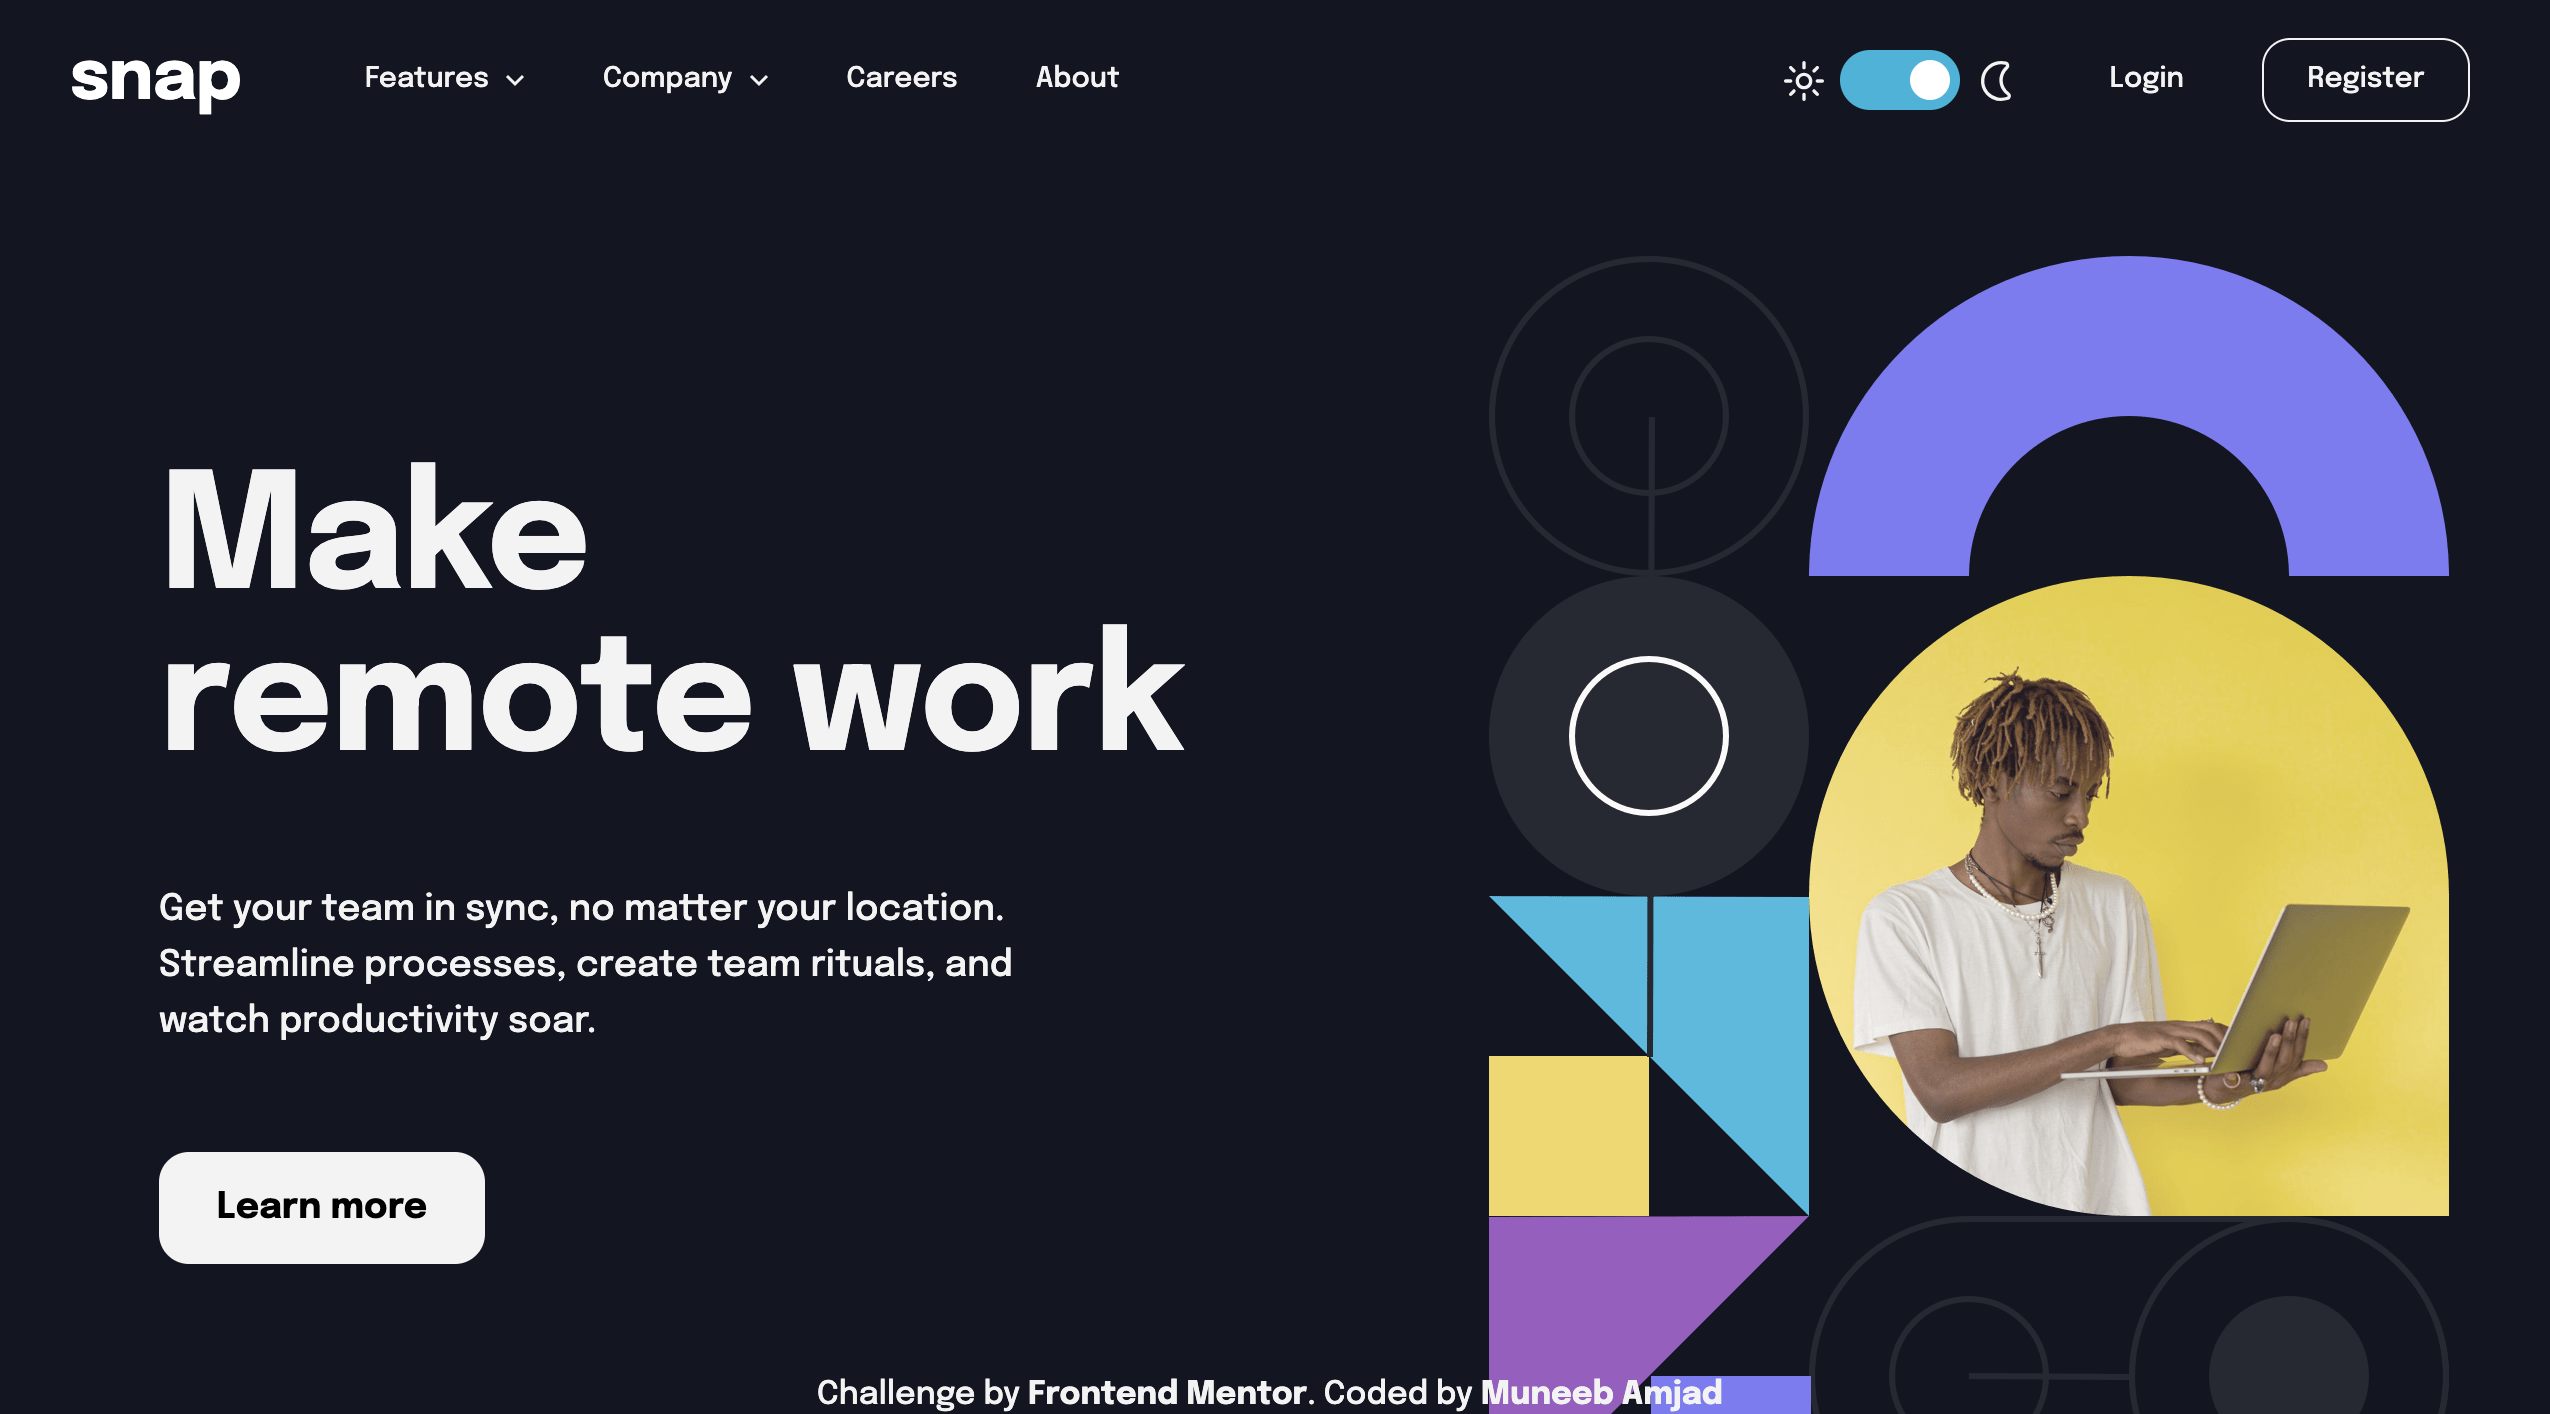 snap
Features
Company
Careers
About
Login
Register
Make
remote work
Get your team in sync, no matter your location.
Streamline processes, create team rituals, and
watch productivity soar.
Learn more
Challenge by Frontend Mentor. Coded by Muneeb Amjad